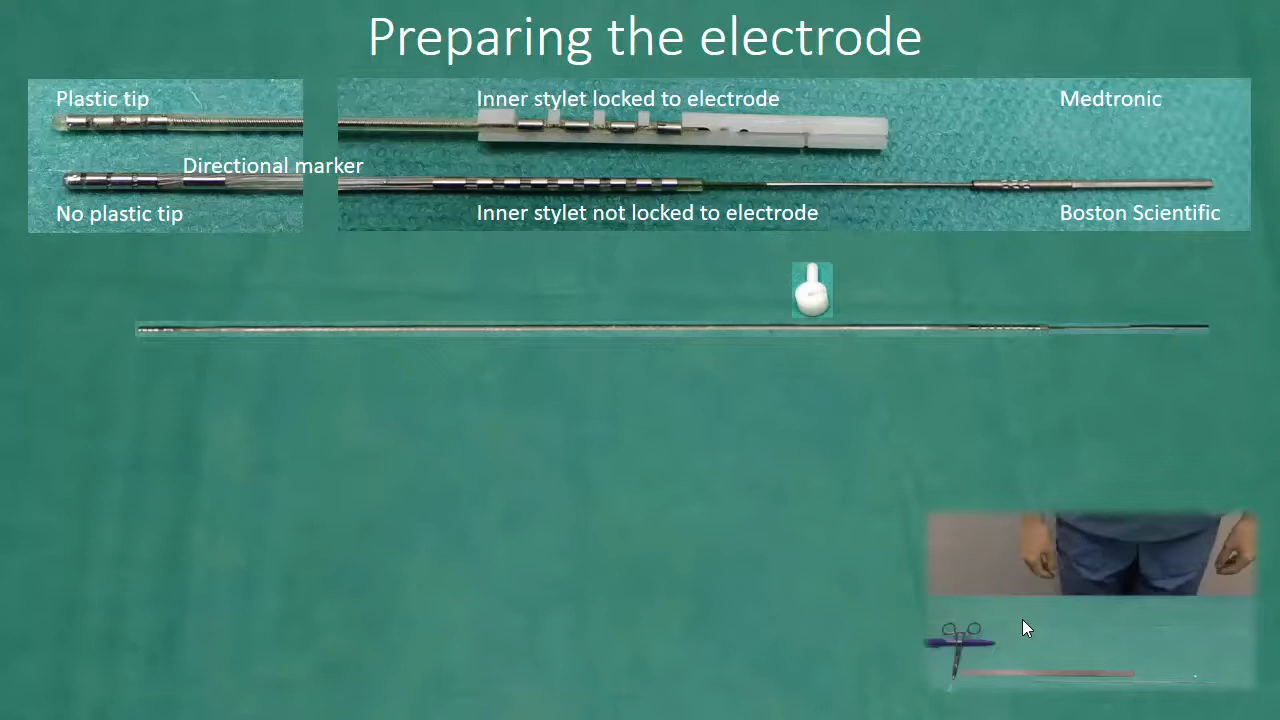 Preparing the electrode
Plastic tip
Inner stylet locked to electrode
Medtronic
Directional marker
No plastic tip
Inner stylet not locked to electrode
Boston Scientific